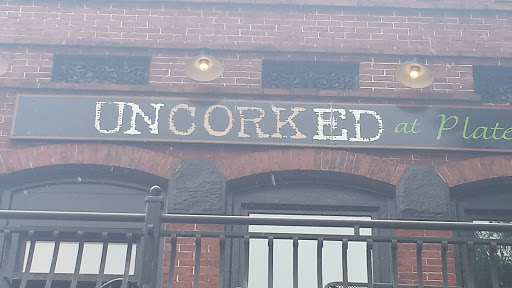 UNCORKED at Plate